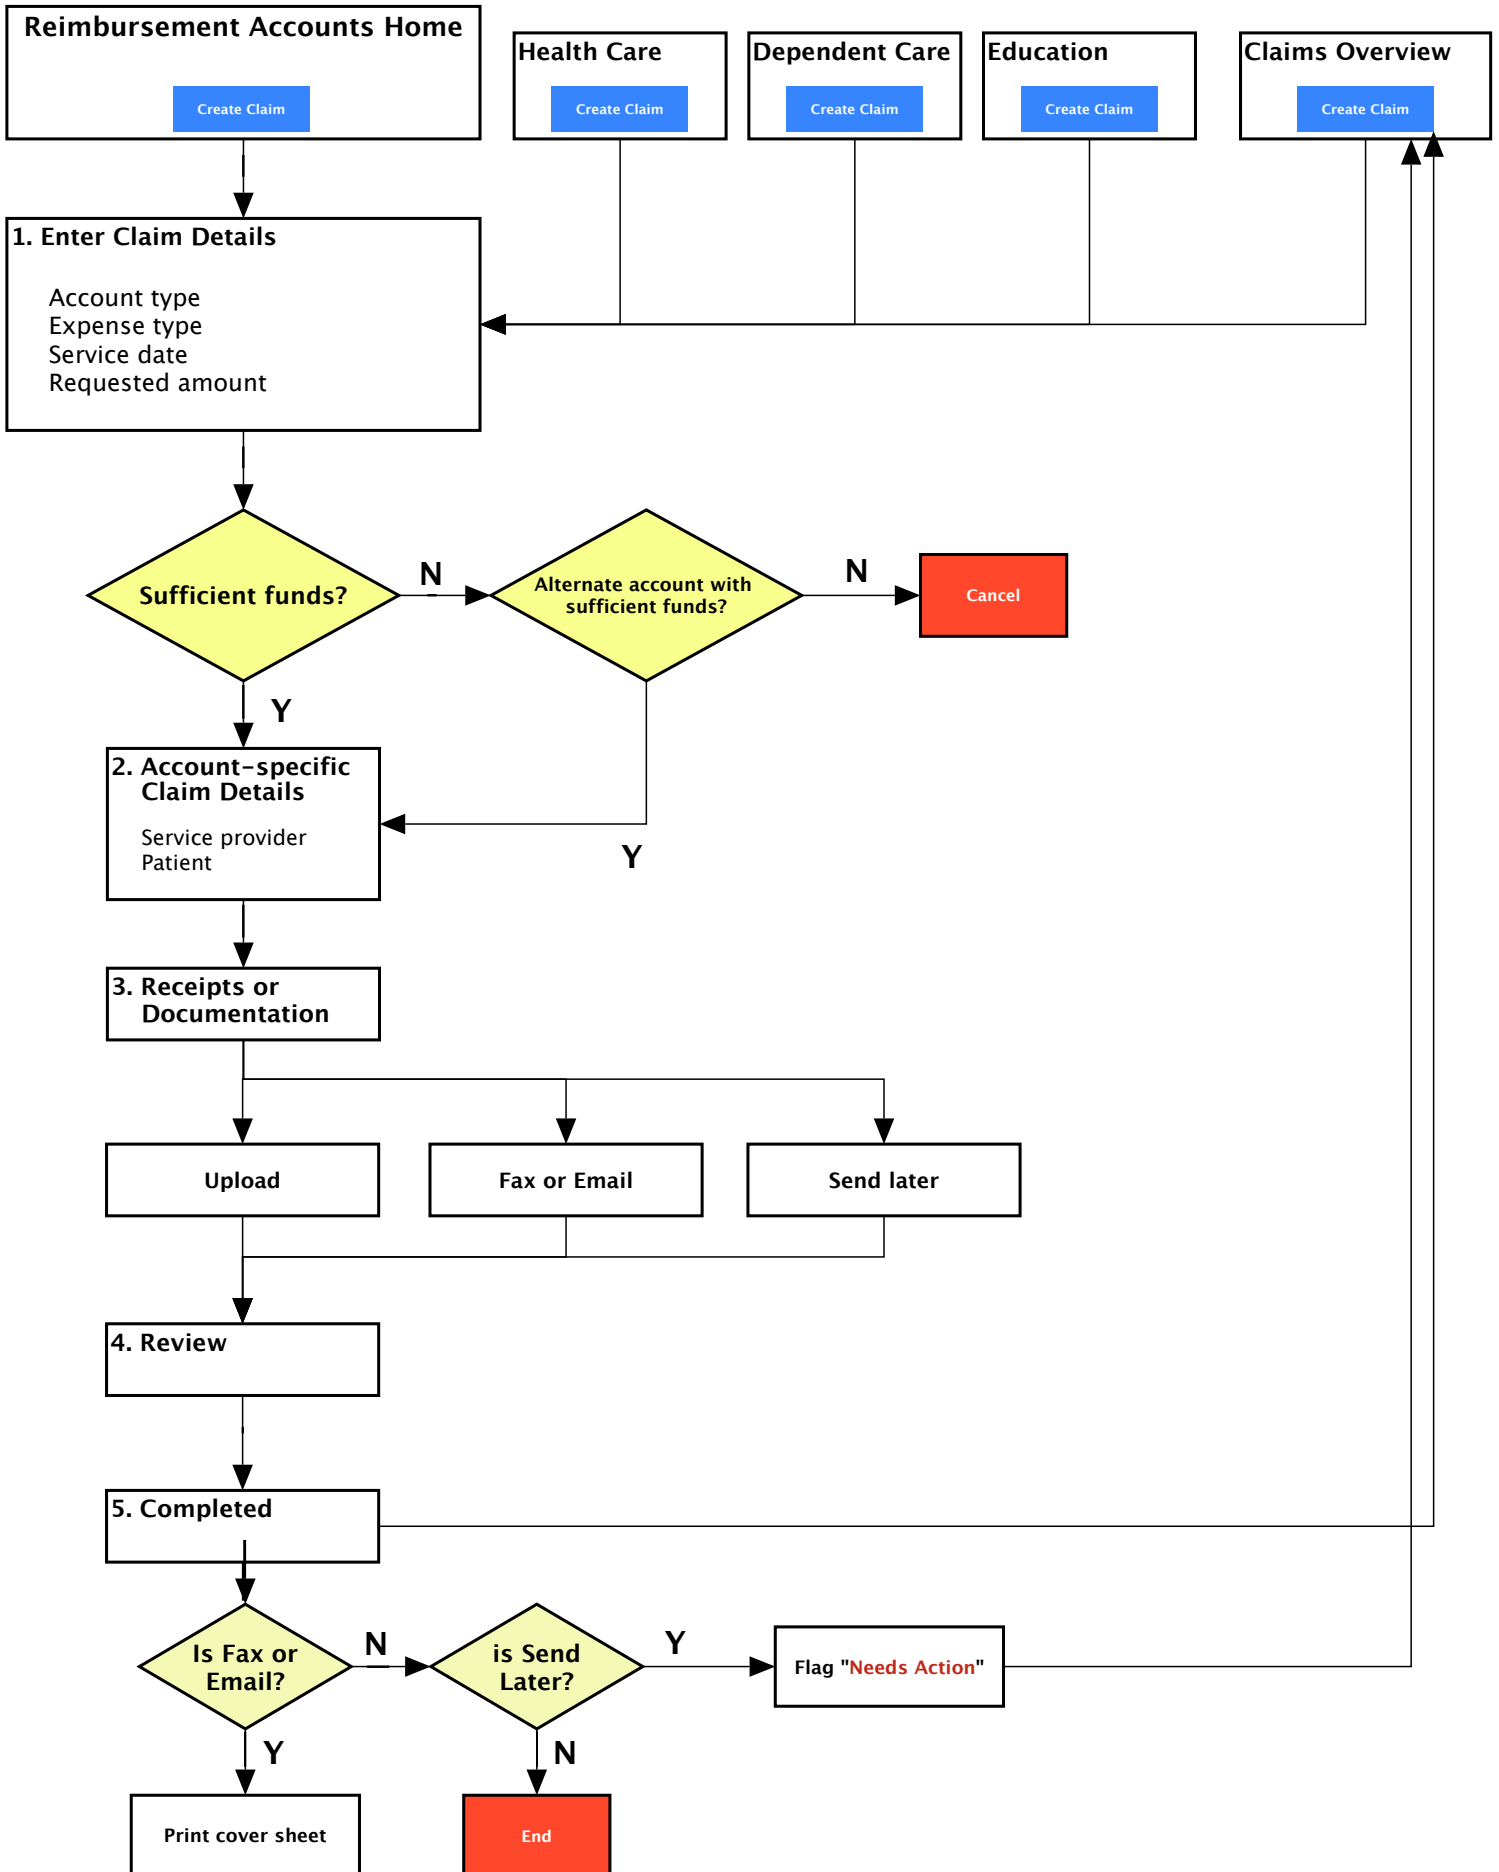 Reimbursement Accounts Home
Create Claim
Health Care
Create Claim
Dependent Care
Create Claim
Education
Create Claim
Claims Overview
Create Claim
1. Enter Claim Details
Account type
Expense type
Service date
Requested amount
Sufficient funds?
N
Alternate account with
sufficient funds?
N
Cancel
Y
2. Account-specific
Claim Details
Service provider
Patient
Y
3. Receipts or
Documentation
Upload
Fax or Email
Send later
4. Review
5. Completed
Is Fax or
Email?
N
is Send
Later?
Y
Flag "Needs Action"
Y
N
Print cover sheet
End